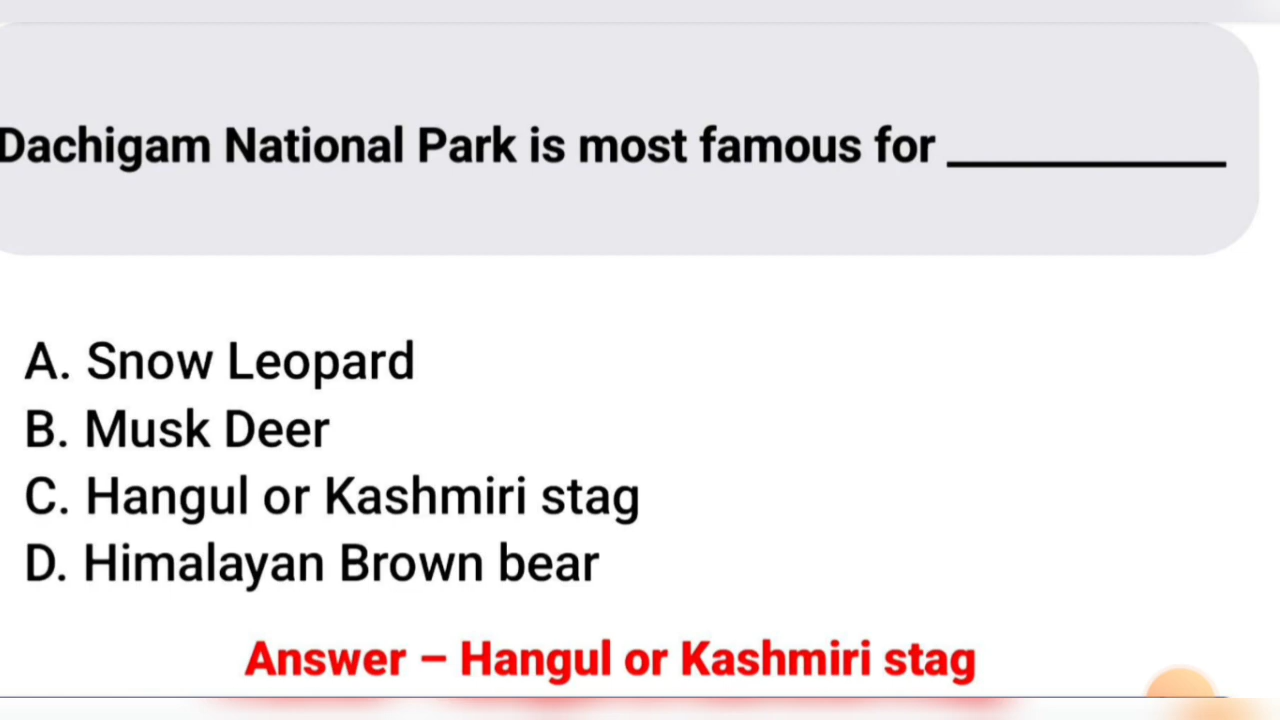 Dachigam National Park is most famous for ___________
A. Snow Leopard
B. Musk Deer
C. Hangul or Kashmiri stag
D. Himalayan Brown bear
Answer – Hangul or Kashmiri stag